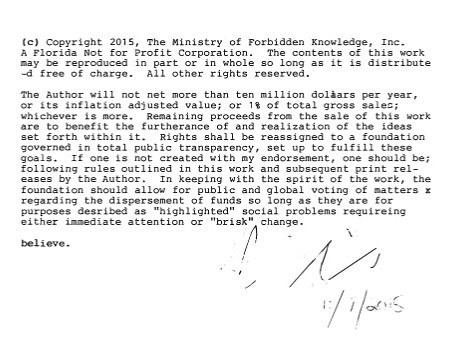 (c) Copyright 2015, The Ministry of Forbidden Knowledge, Inc.
A Florida Not for Profit Corporation.  The contents of this work
may be reproduced in part or in whole so long as it is distribute
-d free of charge.  All other rights reserved.

The Author will not net more than ten million dollars per year,
or its inflation adjusted value; or 1% of total gross sales;
whichever is more.  Remaining proceeds from the sale of this work
are to benefit the furtherance of and realization of the ideas
set forth within it.  Rights shall be reassigned to a foundation
governed in total public transparency, set up to fulfill these
goals.  If one is not created with my endorsement, one should be;
following rules outlined in this work and subsequent print rel-
eases by the Author.  In keeping with the spirit of the work, the
foundation should allow for public and global voting of matters x
regarding the dispersement of funds so long as they are for
purposes desribed as "highlighted" social problems requireing
either immediate attention or "brisk" change.

believe.